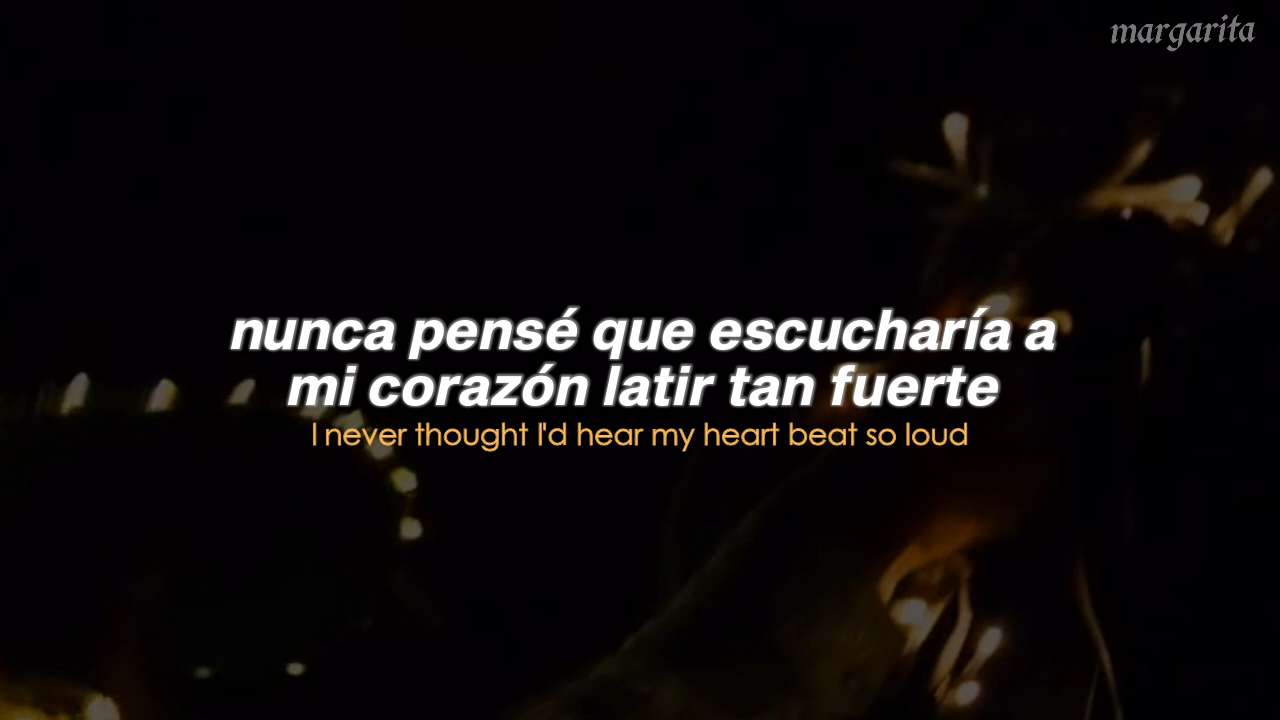 margarita
nunca pensé que escucharía a
mi corazón latir tan fuerte
I never thought I'd hear my heart beat so loud